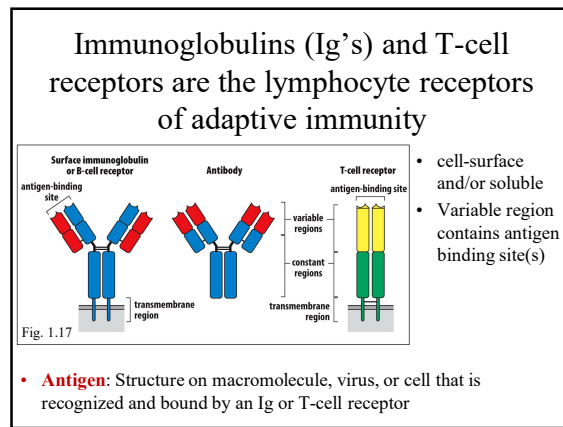 Immunoglobulins (Ig’s) and T-cell
receptors are the lymphocyte receptors
of adaptive immunity
Surface immunoglobulin
or B-cell receptor
Antibody
T-cell receptor
antigen-binding
site
antigen-binding site
variable
regions
constant
regions
transmembrane
region
transmembrane
region
Fig. 1.17
• cell-surface
and/or soluble
• Variable region
contains antigen
binding site(s)
• Antigen: Structure on macromolecule, virus, or cell that is
recognized and bound by an Ig or T-cell receptor